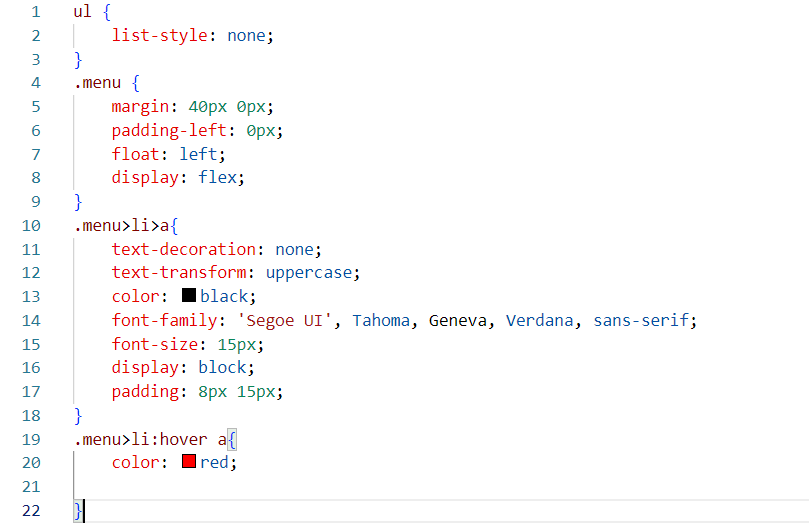 1 ul {
2 list-style: none;
3 }
4 .menu {
5 margin: 40px 0px;
6 padding-left: 0px;
7 float: left;
8 display: flex;
9 }
10 .menu>li>a{
11 text-decoration: none;
12 text-transform: uppercase;
13 color: black;
14 font-family: 'Segoe UI', Tahoma, Geneva, Verdana, sans-serif;
15 font-size: 15px;
16 display: block;
17 padding: 8px 15px;
18 }
19 .menu>li:hover a{
20 color: red;
21
22 }